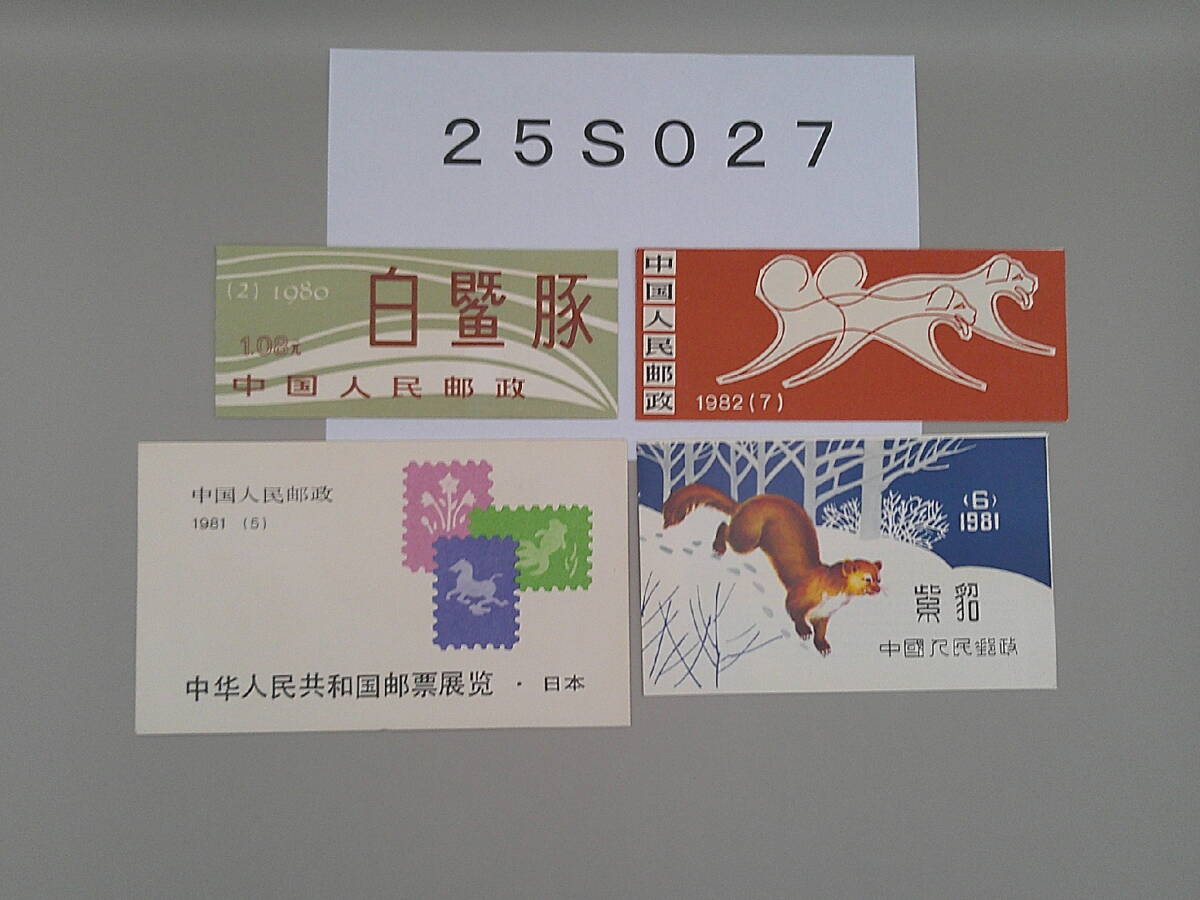 25S027
(2) 1980
白鱀豚
1.08元
中国人民邮政
中国人民邮政
1982(7)
中国人民邮政
1981 (5)
中华人民共和国邮票展览 · 日本
(6)
1981
紫貂
中國人民郵政